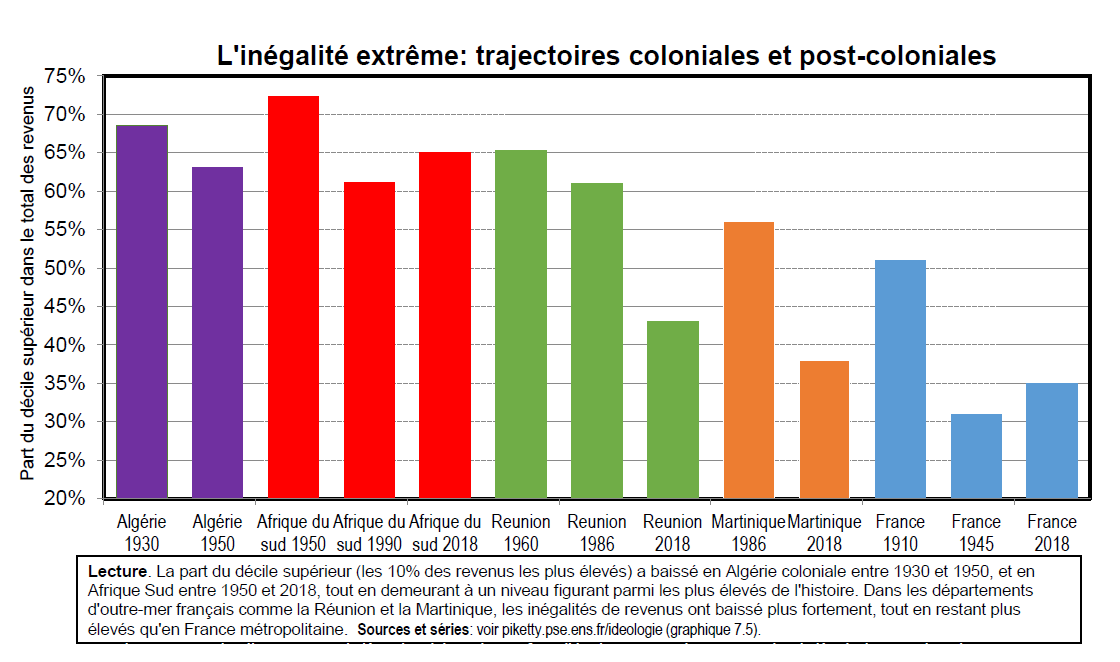 L'inégalité extrême: trajectoires coloniales et post-coloniales
Part du décile supérieur dans le total des revenus
75%
70%
65%
60%
55%
50%
45%
40%
35%
30%
25%
20%
Algérie 1930
Algérie 1950
Afrique du sud 1950
Afrique du sud 1990
Afrique du sud 2018
Reunion 1960
Reunion 1986
Reunion 2018
Martinique 1986
Martinique 2018
France 1910
France 1945
France 2018
Lecture. La part du décile supérieur (les 10% des revenus les plus élevés) a baissé en Algérie coloniale entre 1930 et 1950, et en
Afrique Sud entre 1950 et 2018, tout en demeurant à un niveau figurant parmi les plus élevés de l'histoire. Dans les départements
d'outre-mer français comme la Réunion et la Martinique, les inégalités de revenus ont baissé plus fortement, tout en restant plus
élevés qu'en France métropolitaine. Sources et séries: voir piketty.pse.ens.fr/ideologie (graphique 7.5).